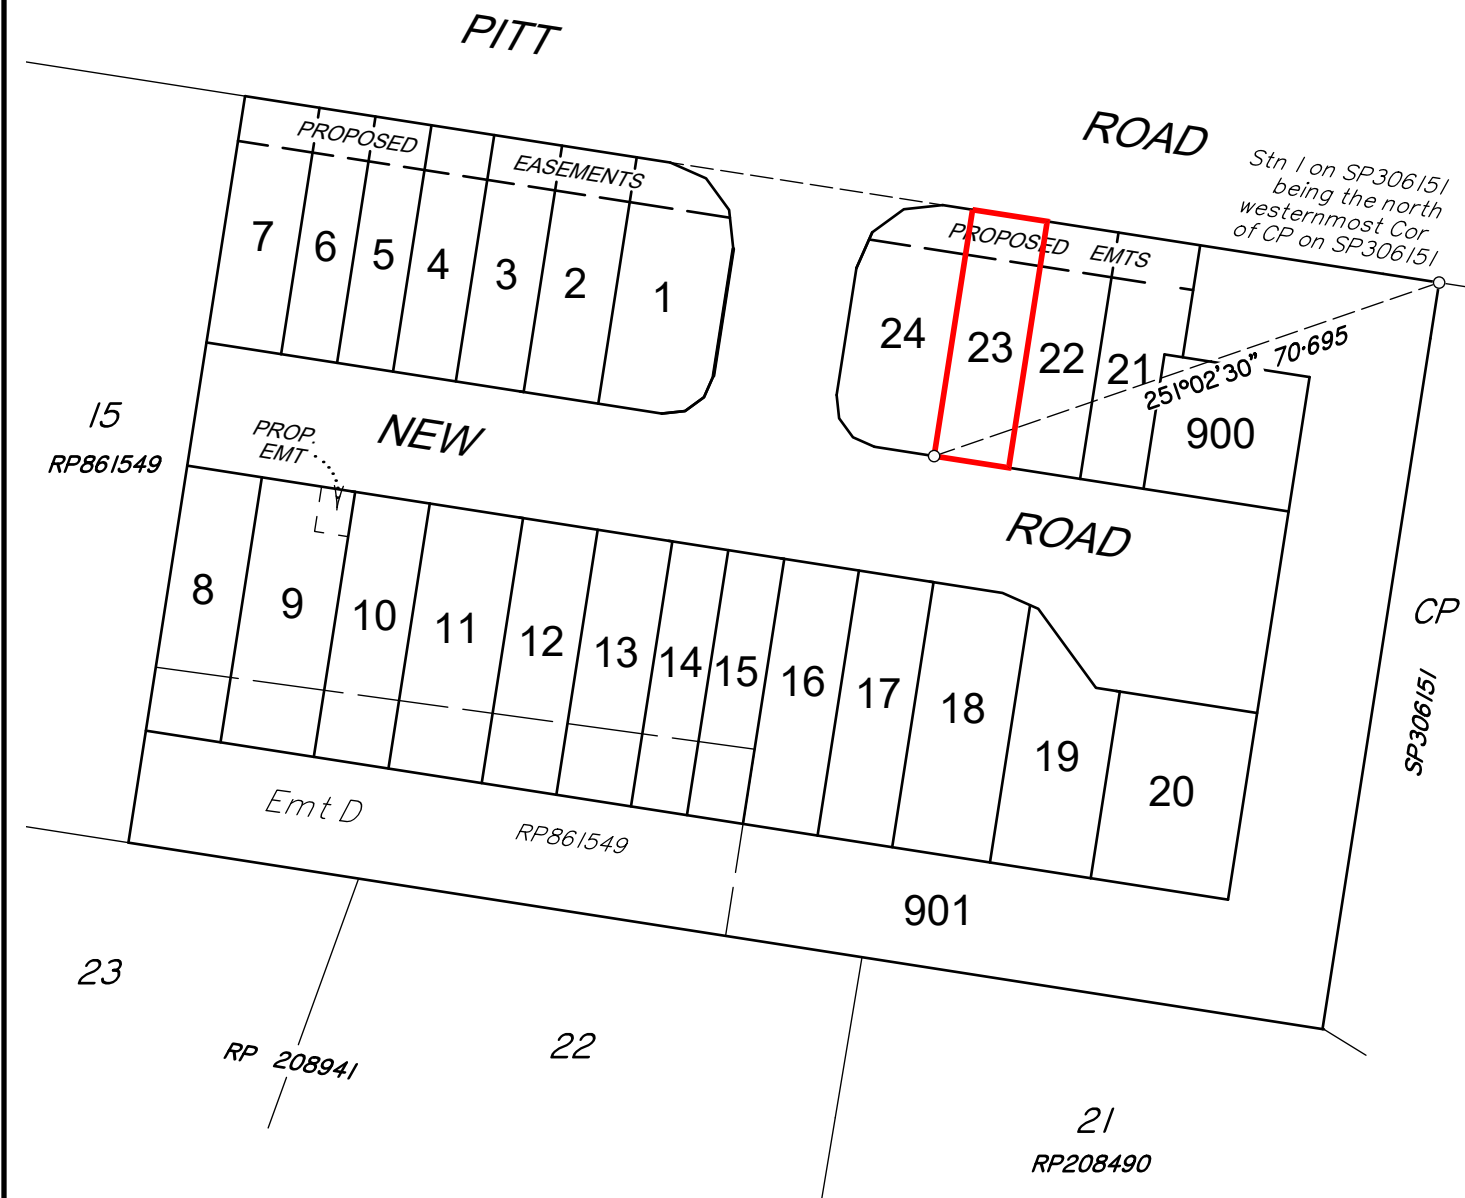 PITT
ROAD
Stn 1 on SP306151
being the north
westernmost Cor
of CP on SP306151
PROPOSED
EASEMENTS
PROPOSED EMTS
7
6
5
4
3
2
1
24
23
22
21
251°02'30" 70·695
900
15
RP861549
PROP.
EMT
NEW
ROAD
8
9
10
11
12
13
14
15
16
17
18
19
20
CP
SP306151
Emt D
RP861549
901
23
RP 208941
22
21
RP208490